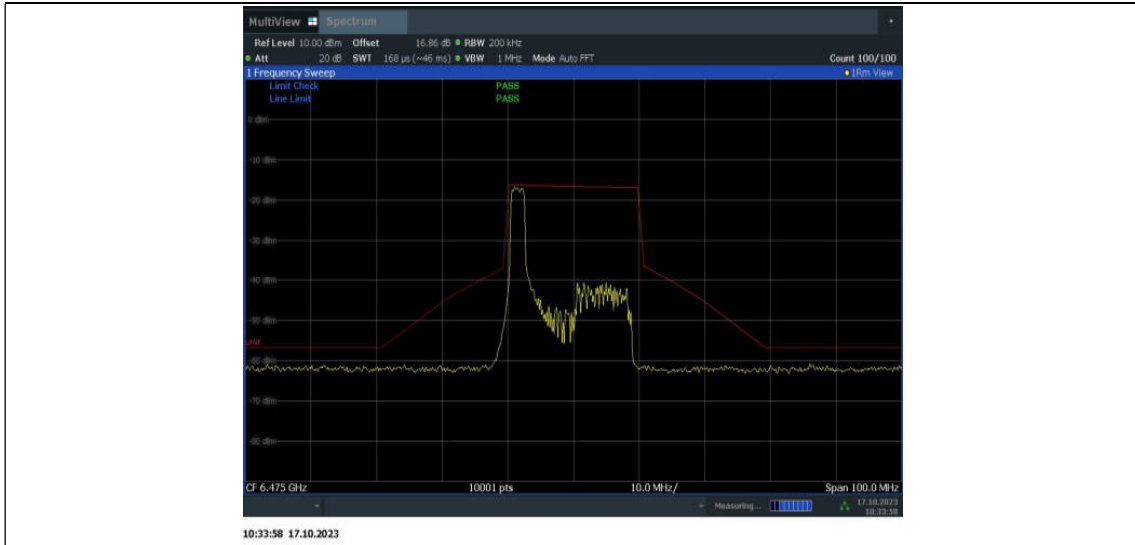 MultiView Spectrum
Ref Level 10.00 dBm Offset 16.86 dB RBW 200 kHz
Att 20 dB SWT 168 µs (~46 ms) VBW 1 MHz Mode Auto FFT Count 100/100
1 Frequency Sweep 1Rm View
Limit Check PASS
Line Limit PASS
0 dBm
-10 dBm
-20 dBm
-30 dBm
-40 dBm
-50 dBm
-60 dBm
-70 dBm
-80 dBm
CF 6.475 GHz 10001 pts 10.0 MHz/ Span 100.0 MHz
Measuring... 17.10.2023
10:33:58
10:33:58 17.10.2023